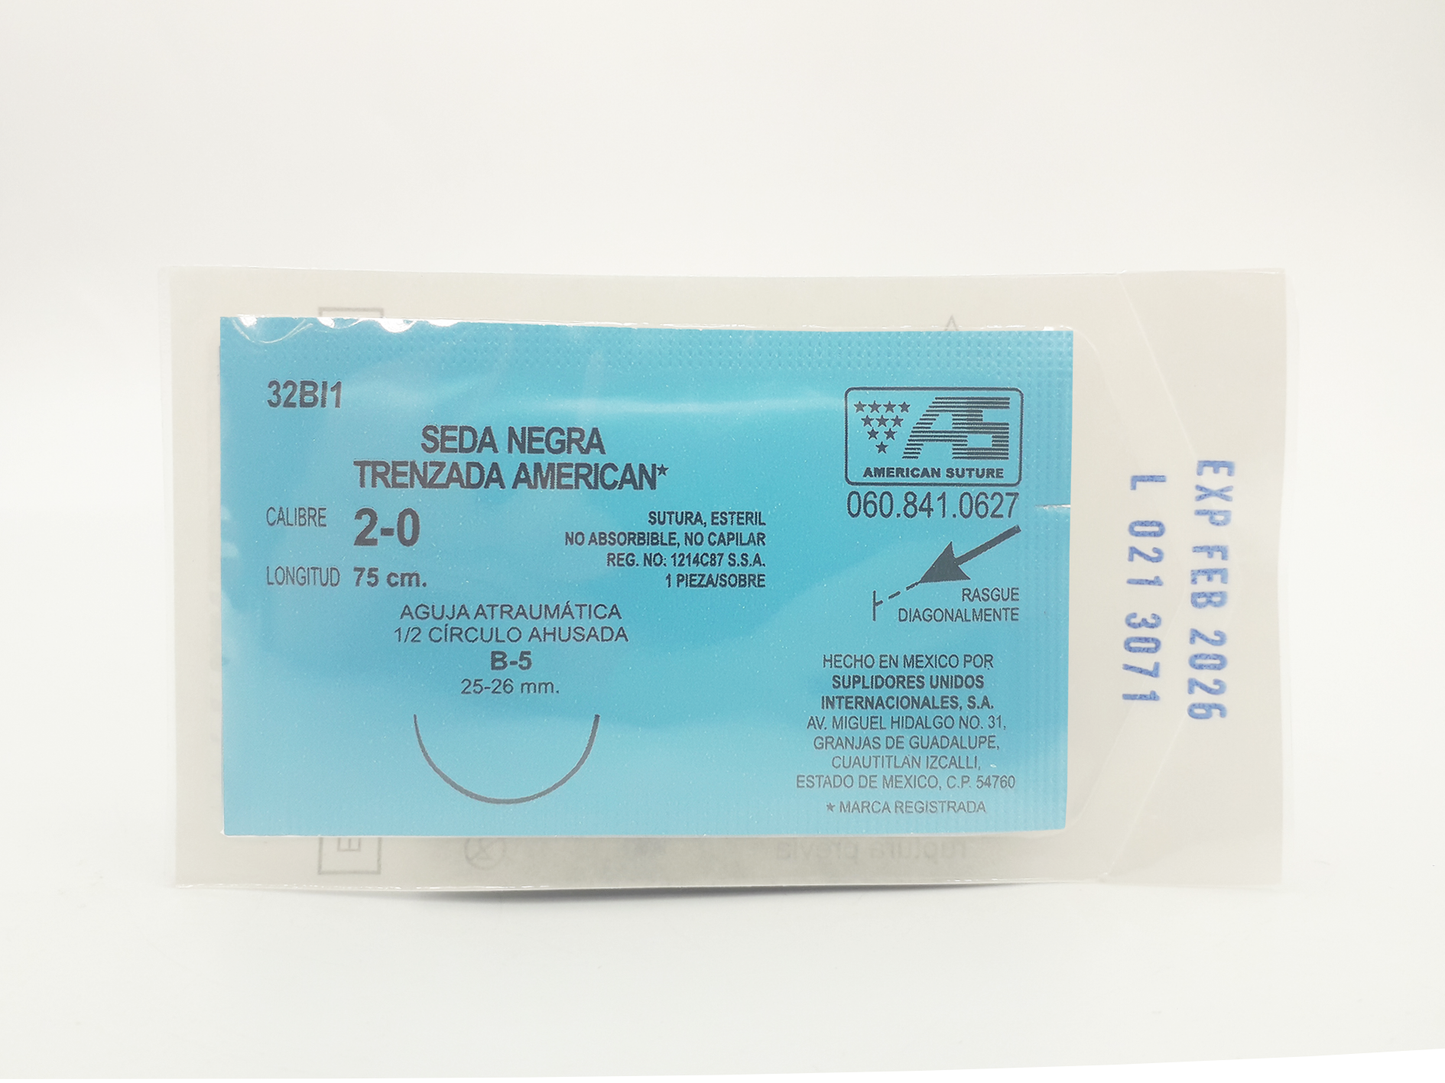 32BI1
SEDA NEGRA
TRENZADA AMERICAN*
CALIBRE 2-0
LONGITUD 75 cm.
SUTURA, ESTERIL
NO ABSORBIBLE, NO CAPILAR
REG. NO: 1214C87 S.S.A.
1 PIEZA/SOBRE
AGUJA ATRAUMÁTICA
1/2 CÍRCULO AHUSADA
B-5
25-26 mm.
AS
AMERICAN SUTURE
060.841.0627
RASGUE
DIAGONALMENTE
HECHO EN MEXICO POR
SUPLIDORES UNIDOS
INTERNACIONALES, S.A.
AV. MIGUEL HIDALGO NO. 31,
GRANJAS DE GUADALUPE,
CUAUTITLAN IZCALLI,
ESTADO DE MEXICO, C.P. 54760
* MARCA REGISTRADA
EXP FEB 2026
L 021 3071
ruptura previa